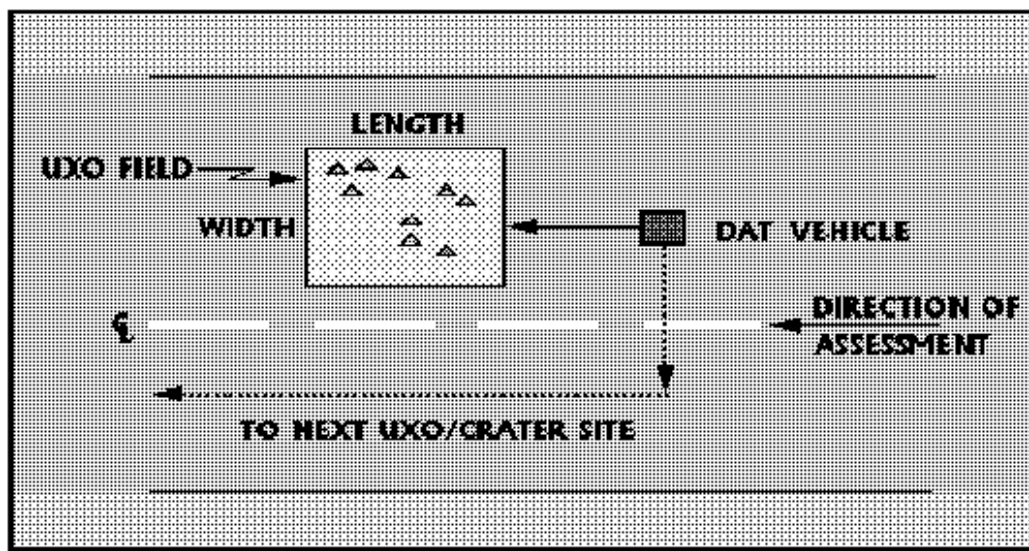 LENGTH
UXO FIELD
WIDTH
DAT VEHICLE
℄
DIRECTION OF
ASSESSMENT
TO NEXT UXO/CRATER SITE